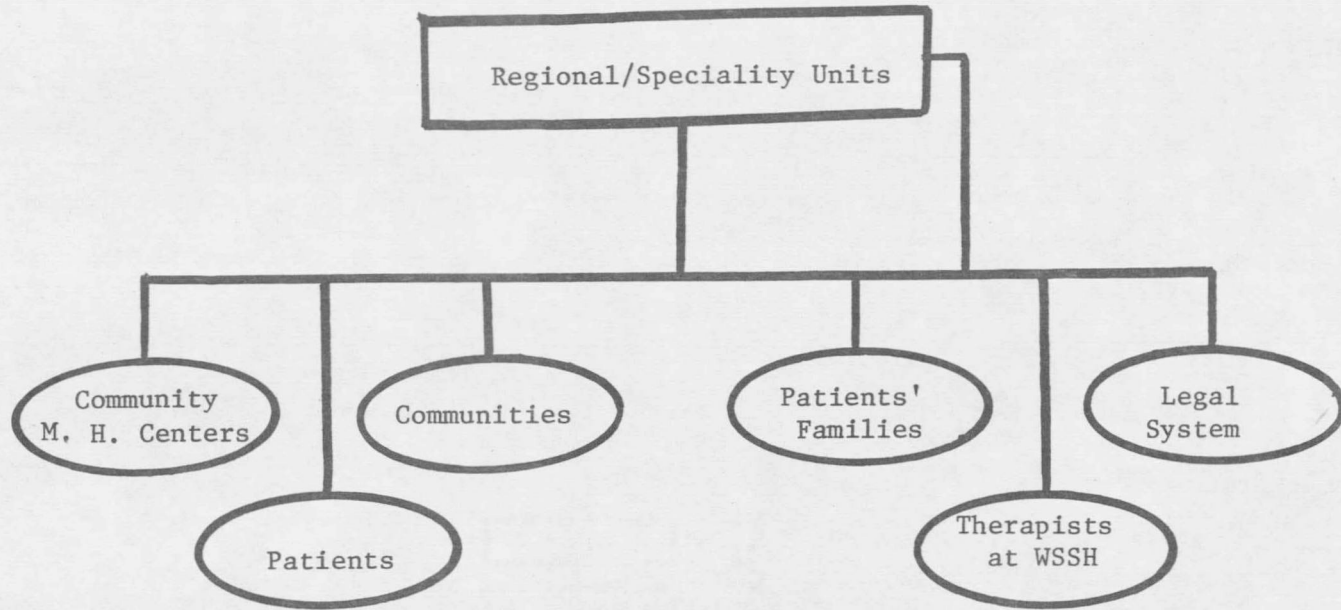 Regional/Speciality Units
Community
M. H. Centers
Communities
Patients'
Families
Legal
System
Patients
Therapists
at WSSH